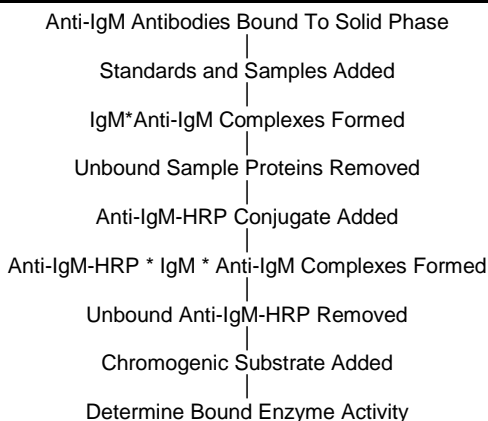 Anti-IgM Antibodies Bound To Solid Phase
Standards and Samples Added
IgM*Anti-IgM Complexes Formed
Unbound Sample Proteins Removed
Anti-IgM-HRP Conjugate Added
Anti-IgM-HRP * IgM * Anti-IgM Complexes Formed
Unbound Anti-IgM-HRP Removed
Chromogenic Substrate Added
Determine Bound Enzyme Activity